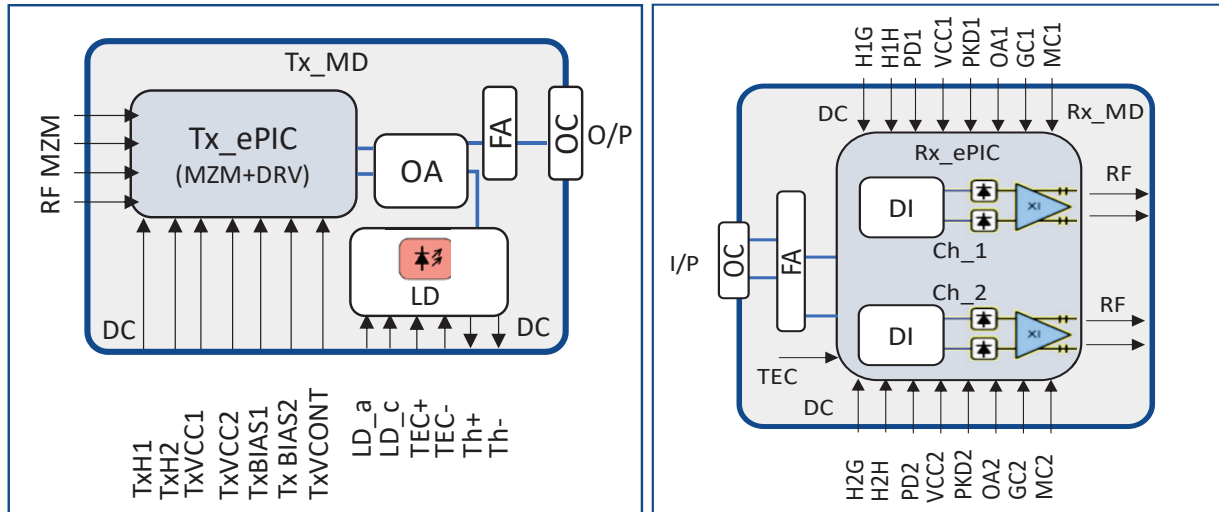 Tx_MD
RF MZM
Tx_ePIC
(MZM+DRV)
OA
FA
OC
O/P
LD
DC
DC
TxH1
TxH2
TxVCC1
TxVCC2
TxBIAS1
Tx BIAS2
TxVCONT
LD_a
LD_c
TEC+
TEC-
Th+
Th-
H1G
H1H
PD1
VCC1
PKD1
OA1
GC1
MC1
DC
Rx_MD
Rx_ePIC
DI
XI
RF
Ch_1
I/P
OC
FA
Ch_2
DI
XI
RF
TEC
DC
H2G
H2H
PD2
VCC2
PKD2
OA2
GC2
MC2